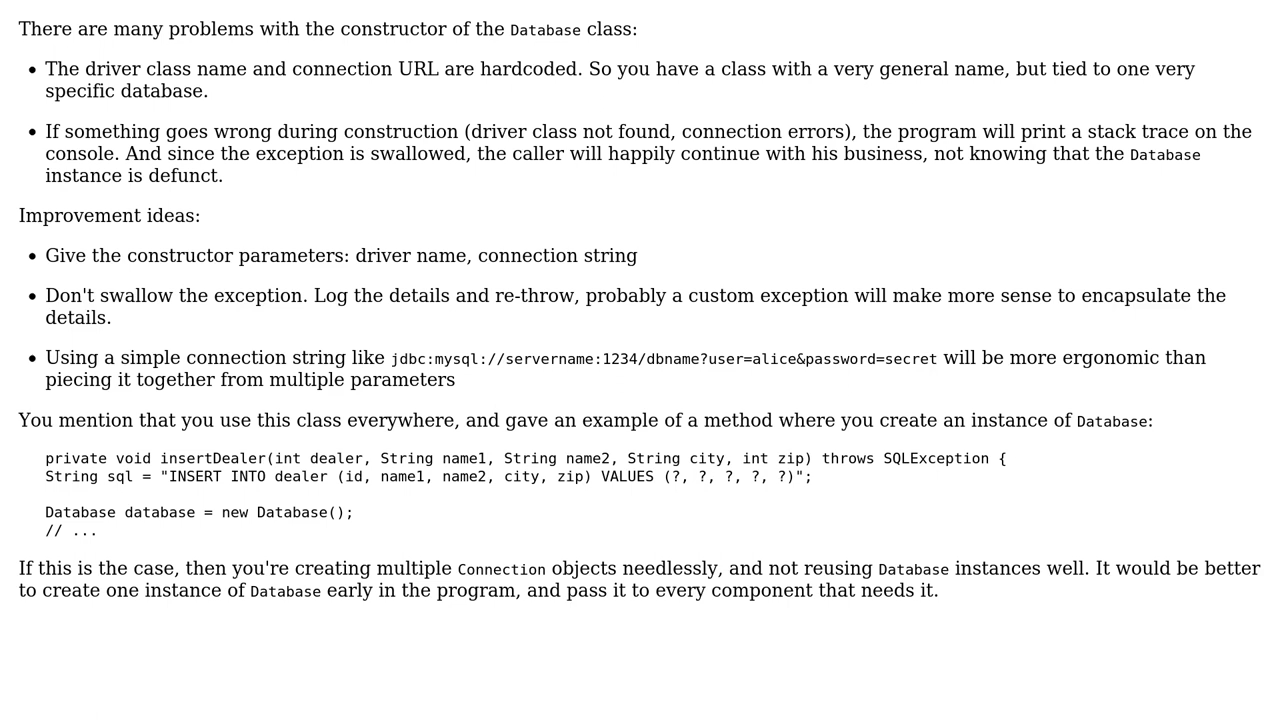 There are many problems with the constructor of the Database class:
The driver class name and connection URL are hardcoded. So you have a class with a very general name, but tied to one very
specific database.
If something goes wrong during construction (driver class not found, connection errors), the program will print a stack trace on the
console. And since the exception is swallowed, the caller will happily continue with his business, not knowing that the Database
instance is defunct.
Improvement ideas:
Give the constructor parameters: driver name, connection string
Don't swallow the exception. Log the details and re-throw, probably a custom exception will make more sense to encapsulate the
details.
Using a simple connection string like jdbc:mysql://servername:1234/dbname?user=alice&password=secret will be more ergonomic than
piecing it together from multiple parameters
You mention that you use this class everywhere, and gave an example of a method where you create an instance of Database:
private void insertDealer(int dealer, String name1, String name2, String city, int zip) throws SQLException {
String sql = "INSERT INTO dealer (id, name1, name2, city, zip) VALUES (?, ?, ?, ?, ?)";
Database database = new Database();
// ...
If this is the case, then you're creating multiple Connection objects needlessly, and not reusing Database instances well. It would be better
to create one instance of Database early in the program, and pass it to every component that needs it.